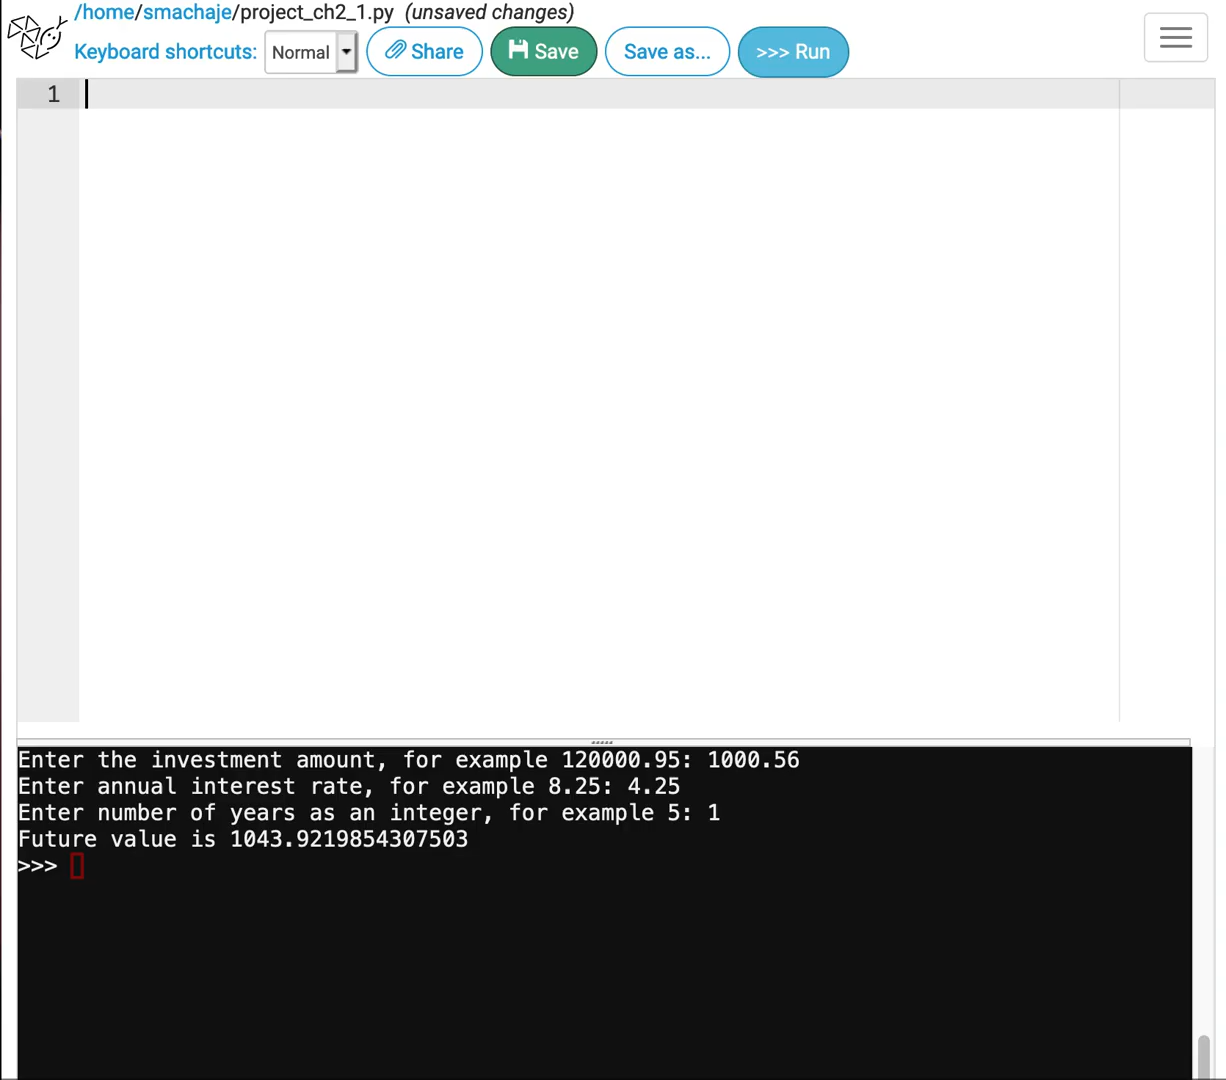 /home/smachaje/project_ch2_1.py (unsaved changes)
Keyboard shortcuts: Normal Share Save Save as... >>> Run
1
Enter the investment amount, for example 120000.95: 1000.56
Enter annual interest rate, for example 8.25: 4.25
Enter number of years as an integer, for example 5: 1
Future value is 1043.9219854307503
>>>